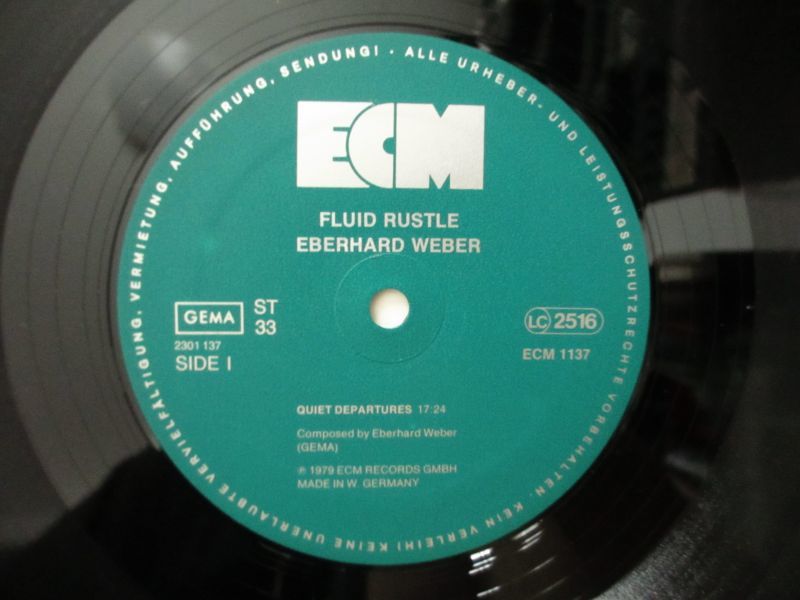 ALLE URHEBER- UND LEISTUNGSSCHUTZRECHTE VORBEHALTEN. KEIN VERLEIH! KEINE UNERLAUBTE VERVIELFÄLTIGUNG, VERMIETUNG, AUFFÜHRUNG, SENDUNG! ·
ECM
FLUID RUSTLE
EBERHARD WEBER
GEMA
ST
33
2301 137
SIDE I
LC 2516
ECM 1137
QUIET DEPARTURES 17:24
Composed by Eberhard Weber
(GEMA)
℗ 1979 ECM RECORDS GMBH
MADE IN W. GERMANY